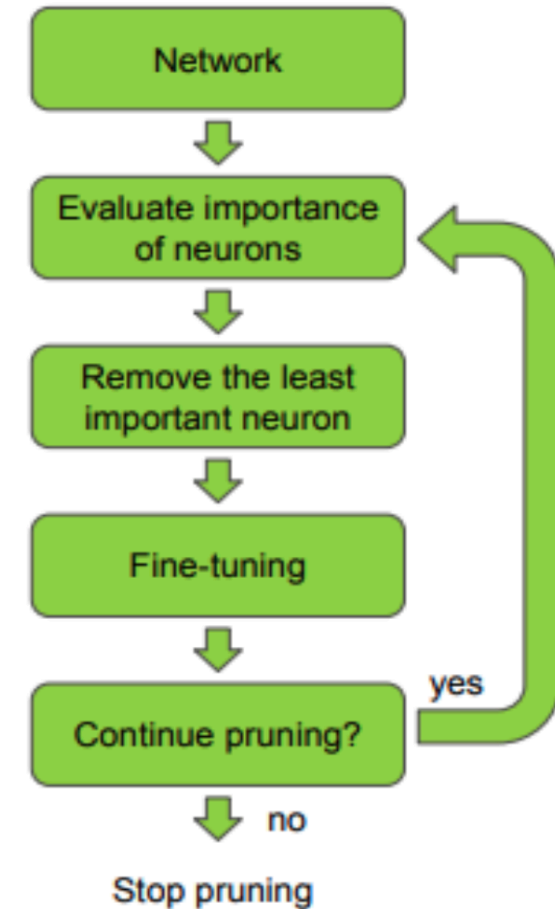 Network
Evaluate importance
of neurons
Remove the least
important neuron
Fine-tuning
Continue pruning?
yes
no
Stop pruning